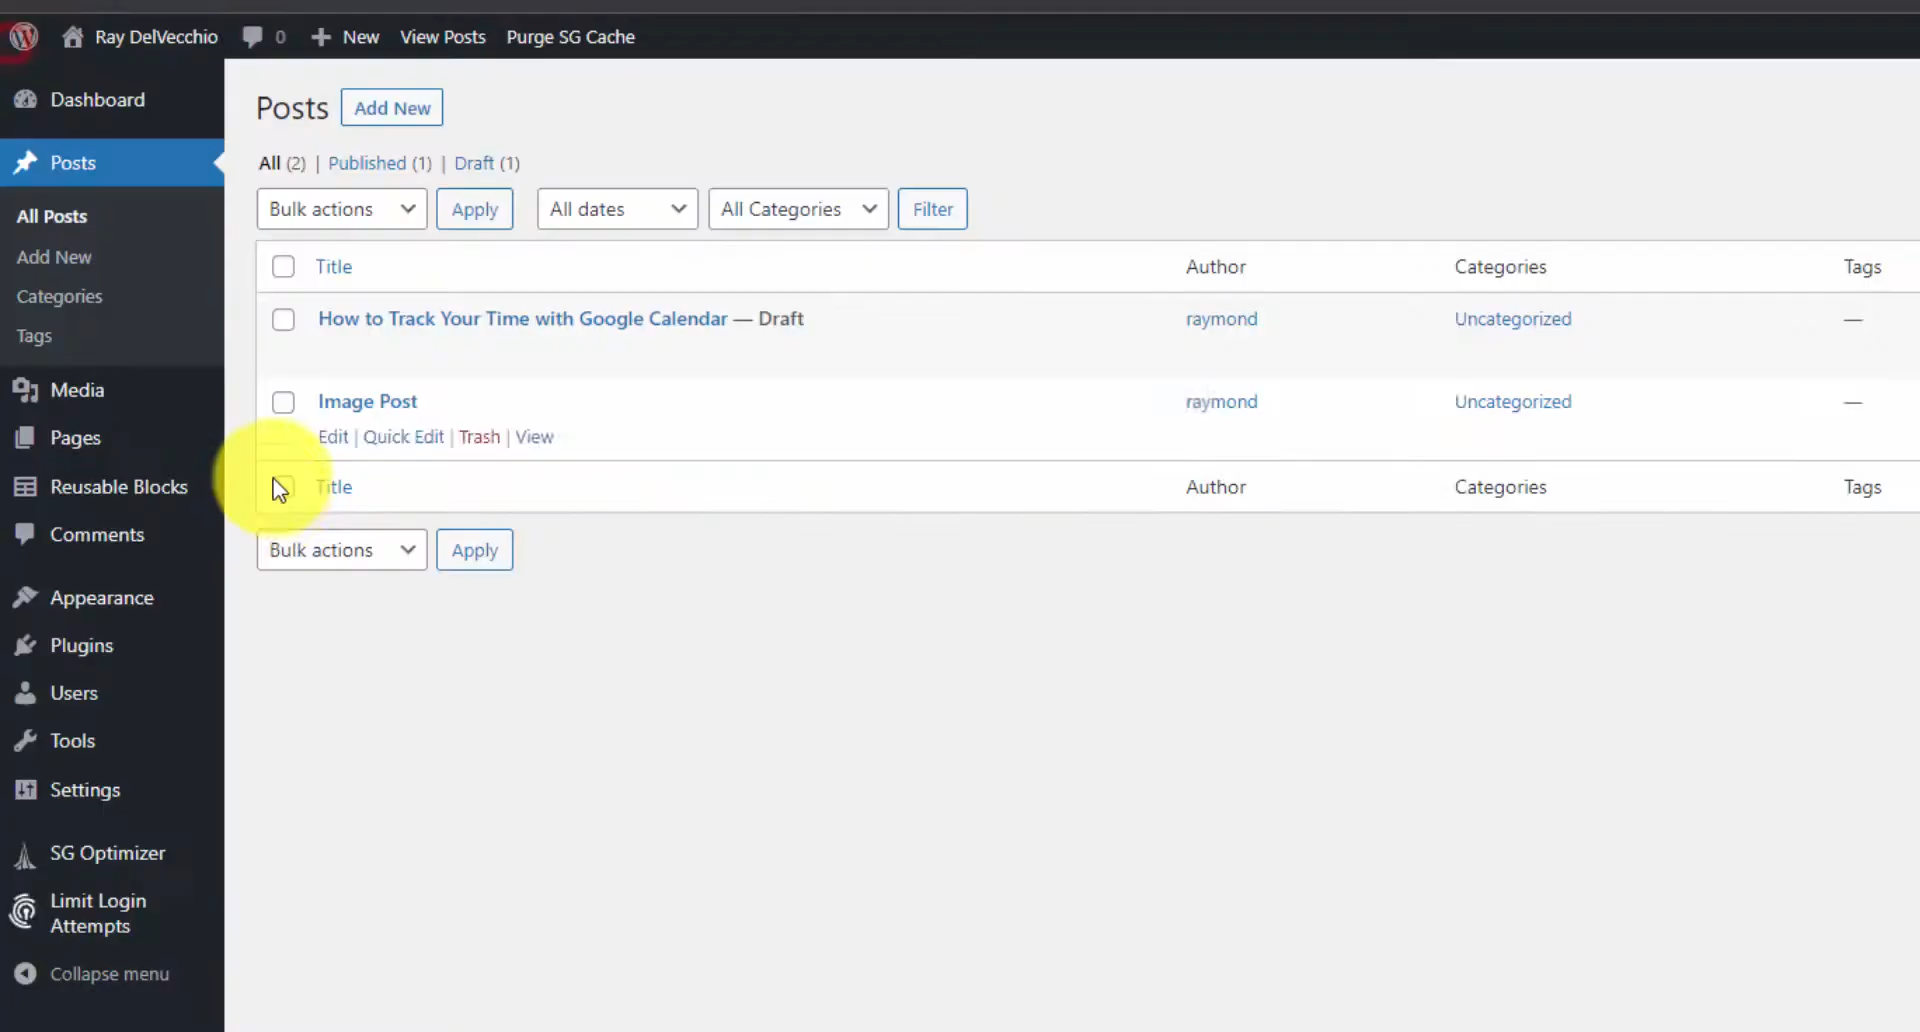 Ray DelVecchio 0 New View Posts Purge SG Cache
Dashboard
Posts
All Posts
Add New
Categories
Tags
Media
Pages
Reusable Blocks
Comments
Appearance
Plugins
Users
Tools
Settings
SG Optimizer
Limit Login
Attempts
Collapse menu
Posts Add New
All (2) | Published (1) | Draft (1)
Bulk actions Apply All dates All Categories Filter
Title Author Categories Tags
How to Track Your Time with Google Calendar — Draft raymond Uncategorized —
Image Post raymond Uncategorized —
Edit | Quick Edit | Trash | View
Title Author Categories Tags
Bulk actions Apply